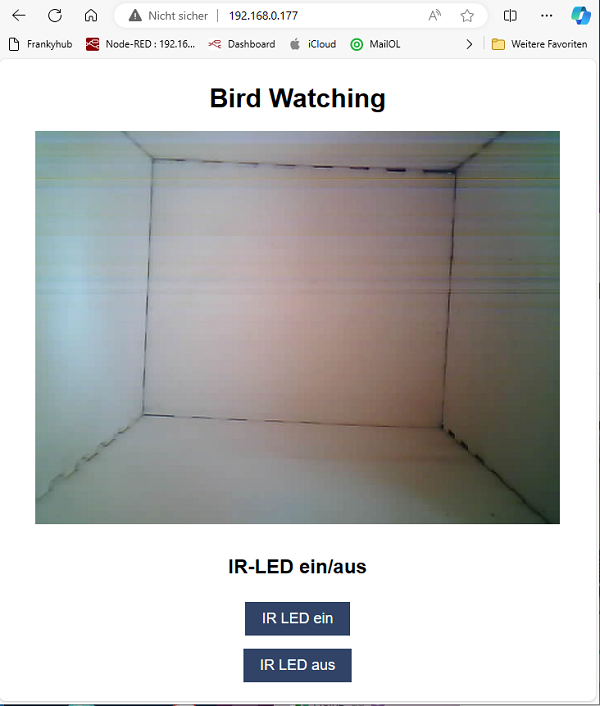 Nicht sicher | 192.168.0.177
Frankyhub Node-RED : 192.16... Dashboard iCloud MailOL Weitere Favoriten
Bird Watching
IR-LED ein/aus
IR LED ein
IR LED aus